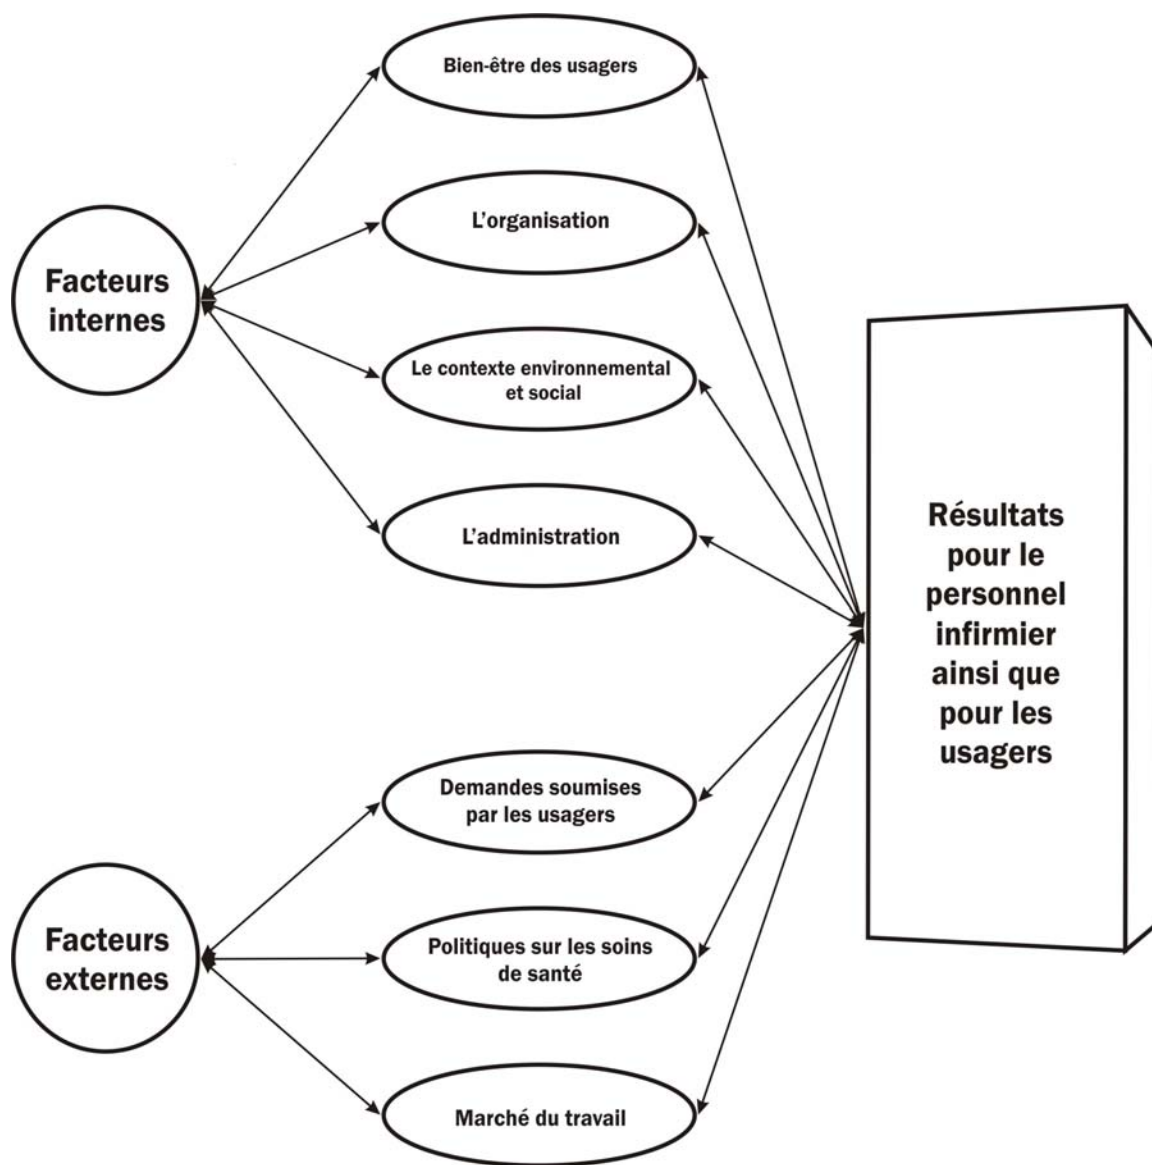 Bien-être des usagers
L'organisation
Facteurs
internes
Le contexte environnemental
et social
L'administration
Résultats
pour le
personnel
infirmier
ainsi que
pour les
usagers
Demandes soumises
par les usagers
Facteurs
externes
Politiques sur les soins
de santé
Marché du travail